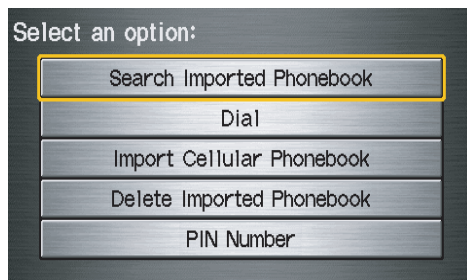 Select an option:
Search Imported Phonebook
Dial
Import Cellular Phonebook
Delete Imported Phonebook
PIN Number